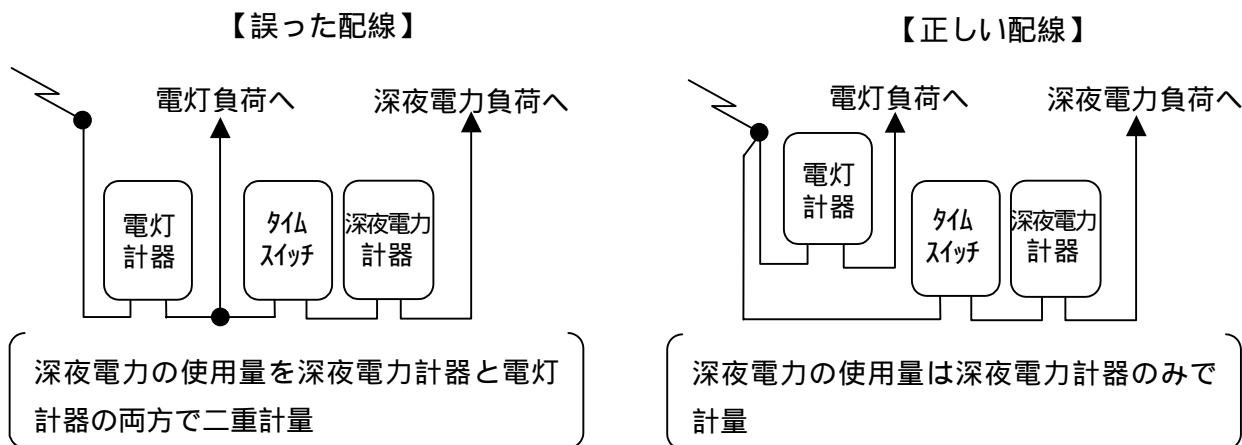 【誤った配線】
電灯負荷へ
深夜電力負荷へ
電灯
計器
ﾀｲﾑ
ｽｲｯﾁ
深夜電力
計器
深夜電力の使用量を深夜電力計器と電灯
計器の両方で二重計量
【正しい配線】
電灯負荷へ
深夜電力負荷へ
電灯
計器
ﾀｲﾑ
ｽｲｯﾁ
深夜電力
計器
深夜電力の使用量は深夜電力計器のみで
計量